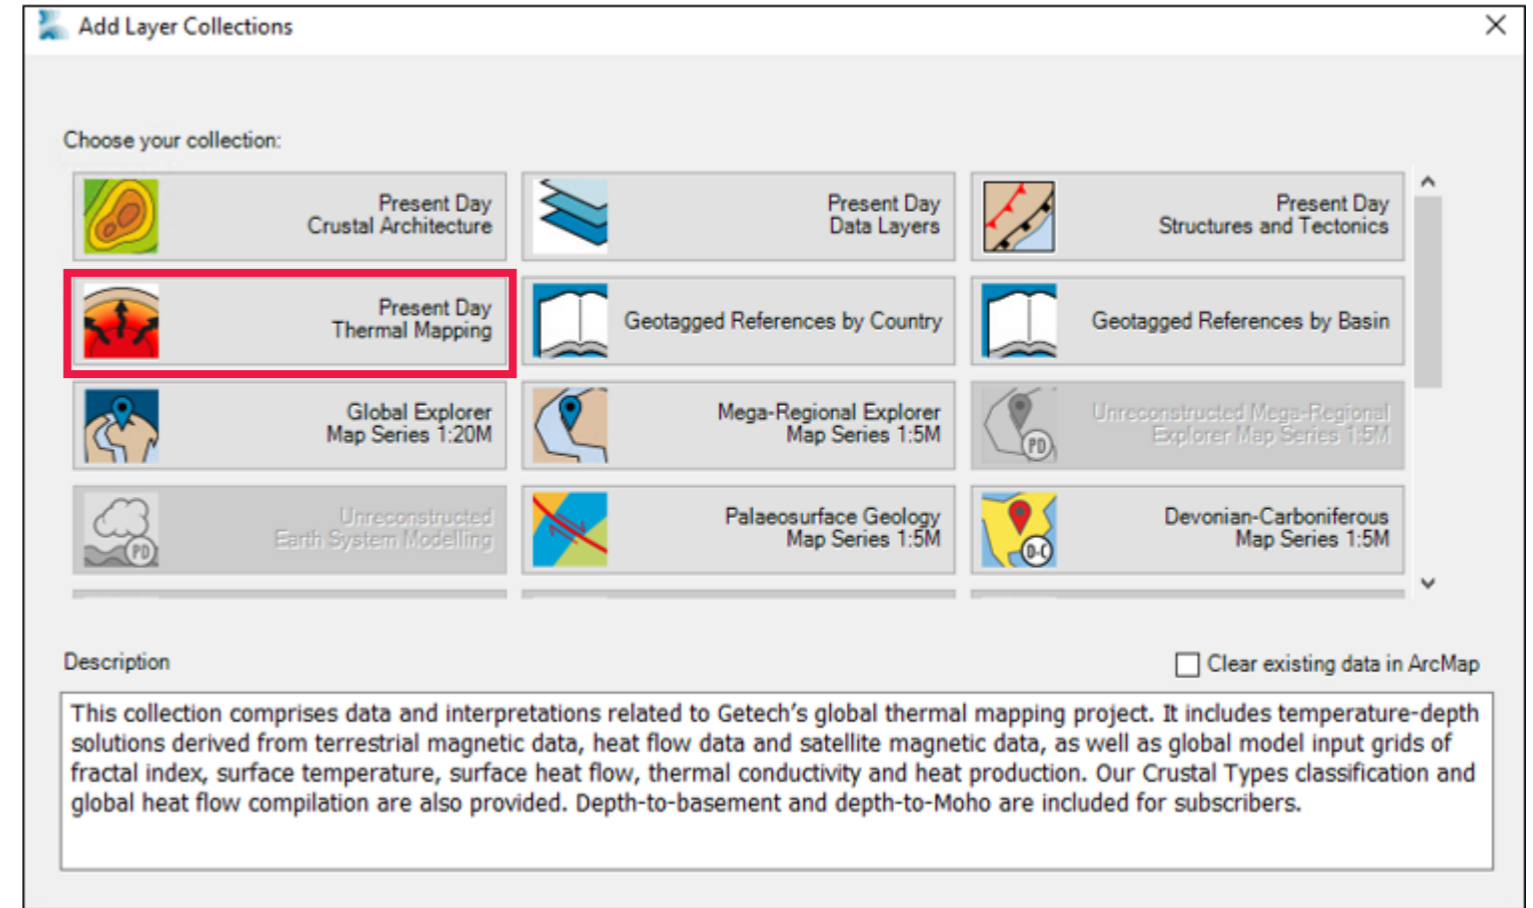 Add Layer Collections
Choose your collection:
Present Day
Crustal Architecture
Present Day
Data Layers
Present Day
Structures and Tectonics
Present Day
Thermal Mapping
Geotagged References by Country
Geotagged References by Basin
Global Explorer
Map Series 1:20M
Mega-Regional Explorer
Map Series 1:5M
PD
Unreconstructed Mega-Regional
Explorer Map Series 1:5M
PD
Unreconstructed
Earth System Modelling
Palaeosurface Geology
Map Series 1:5M
D-C
Devonian-Carboniferous
Map Series 1:5M
Description
Clear existing data in ArcMap
This collection comprises data and interpretations related to Getech's global thermal mapping project. It includes temperature-depth
solutions derived from terrestrial magnetic data, heat flow data and satellite magnetic data, as well as global model input grids of
fractal index, surface temperature, surface heat flow, thermal conductivity and heat production. Our Crustal Types classification and
global heat flow compilation are also provided. Depth-to-basement and depth-to-Moho are included for subscribers.